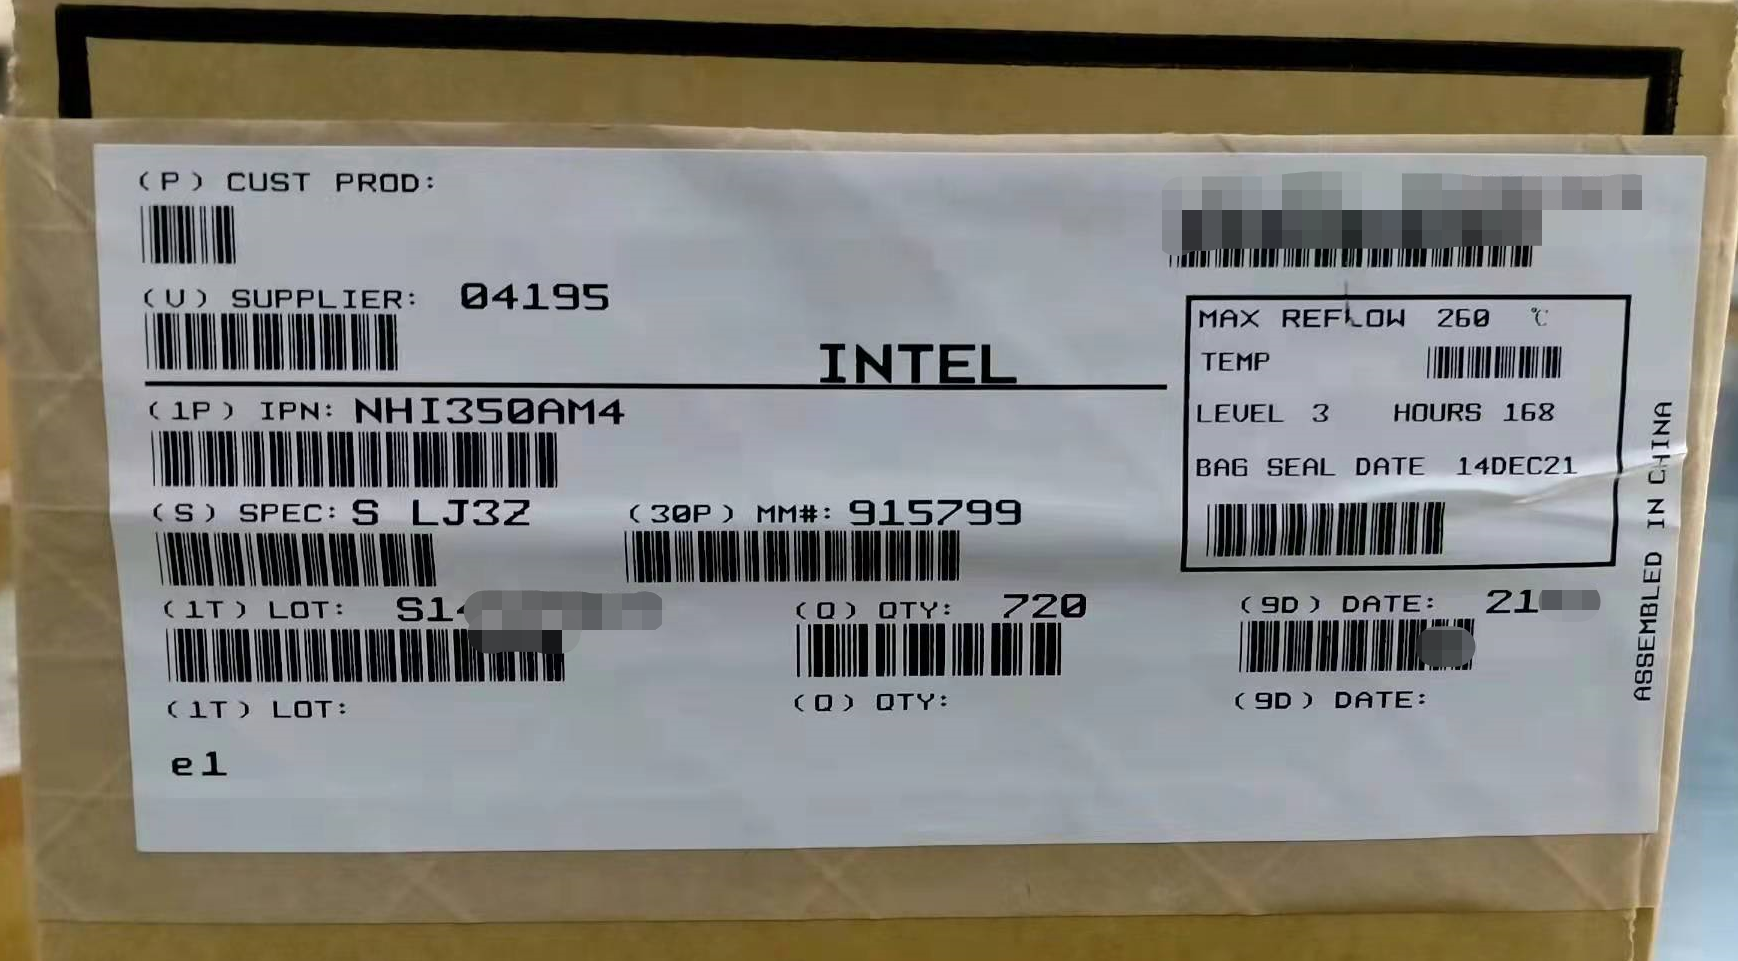 (P) CUST PROD:
(V) SUPPLIER: 04195
INTEL
(1P) IPN: NHI350AM4
(S) SPEC: S LJ3Z (30P) MM#: 915799
(1T) LOT: S14 (Q) QTY: 720 (9D) DATE: 21
(1T) LOT: (Q) QTY: (9D) DATE:
e1
MAX REFLOW 260 ℃
TEMP
LEVEL 3 HOURS 168
BAG SEAL DATE 14DEC21
ASSEMBLED IN CHINA